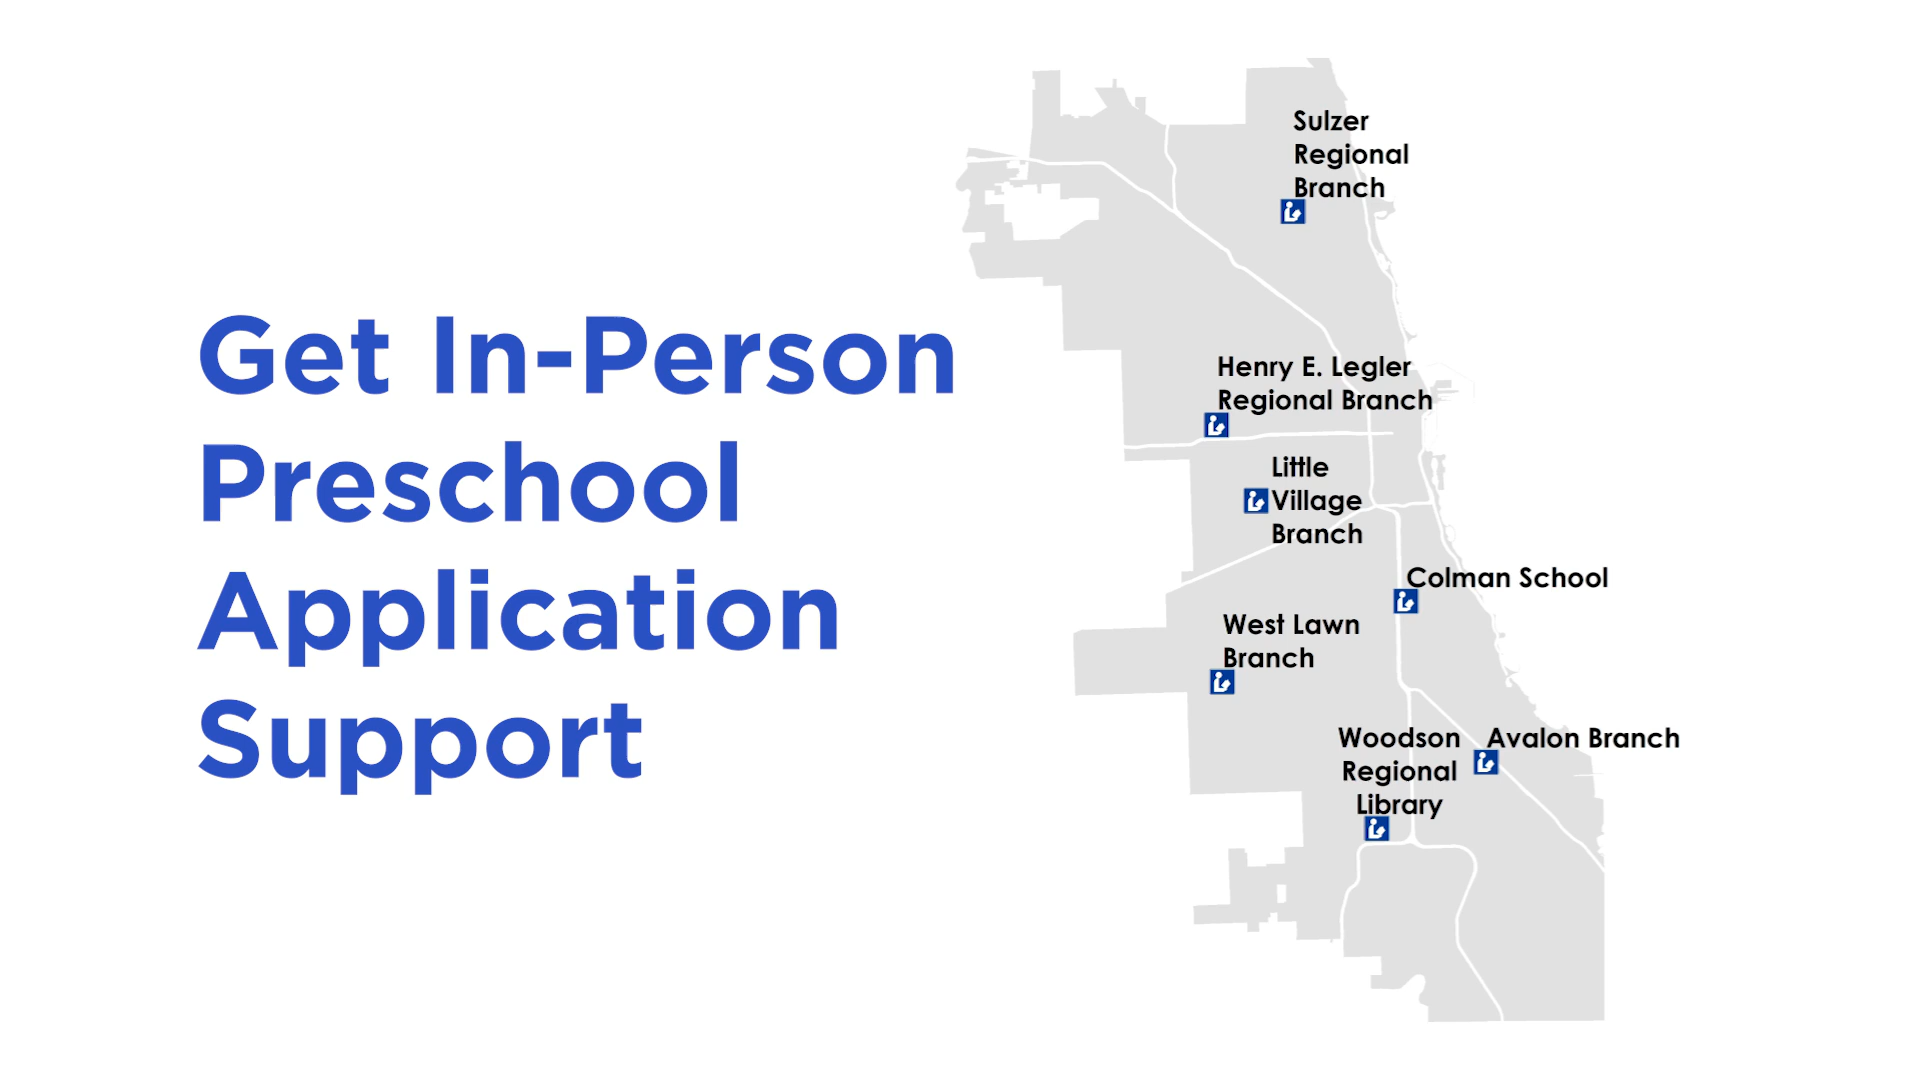 Get In-Person
Preschool
Application
Support
Sulzer
Regional
Branch
Henry E. Legler
Regional Branch
Little
Village
Branch
Colman School
West Lawn
Branch
Woodson
Regional
Library
Avalon Branch